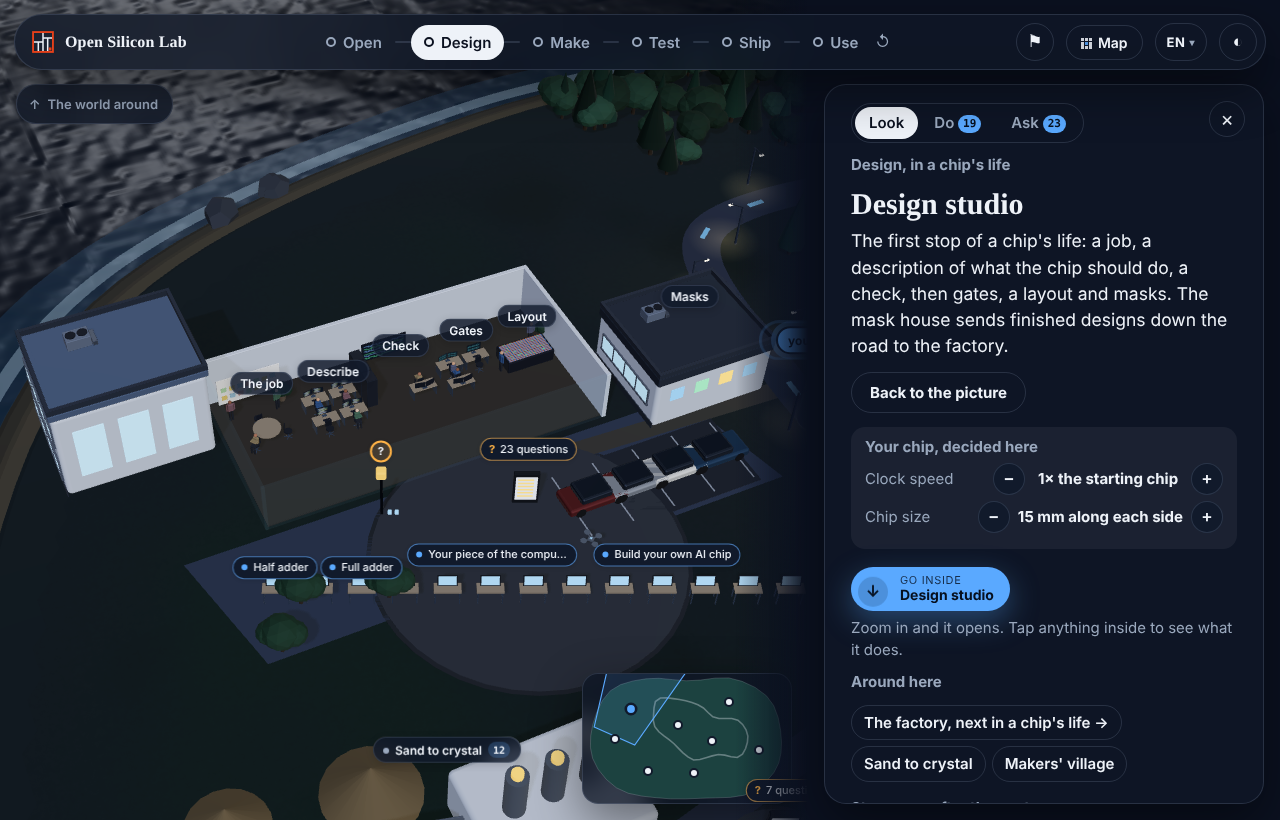 Open Silicon Lab
Open
Design
Make
Test
Ship
Use
Map
EN
The world around
Look
Do 19
Ask 23
Design, in a chip's life
Design studio
The first stop of a chip's life: a job, a
description of what the chip should do, a
check, then gates, a layout and masks. The
mask house sends finished designs down the
road to the factory.
Back to the picture
Your chip, decided here
Clock speed
− 1× the starting chip +
Chip size
− 15 mm along each side +
GO INSIDE
Design studio
Zoom in and it opens. Tap anything inside to see what
it does.
Around here
The factory, next in a chip's life →
Sand to crystal
Makers' village
Masks
Layout
Gates
Check
Describe
The job
?
? 23 questions
Your piece of the compu...
Build your own AI chip
Half adder
Full adder
Sand to crystal 12
? 7 quest